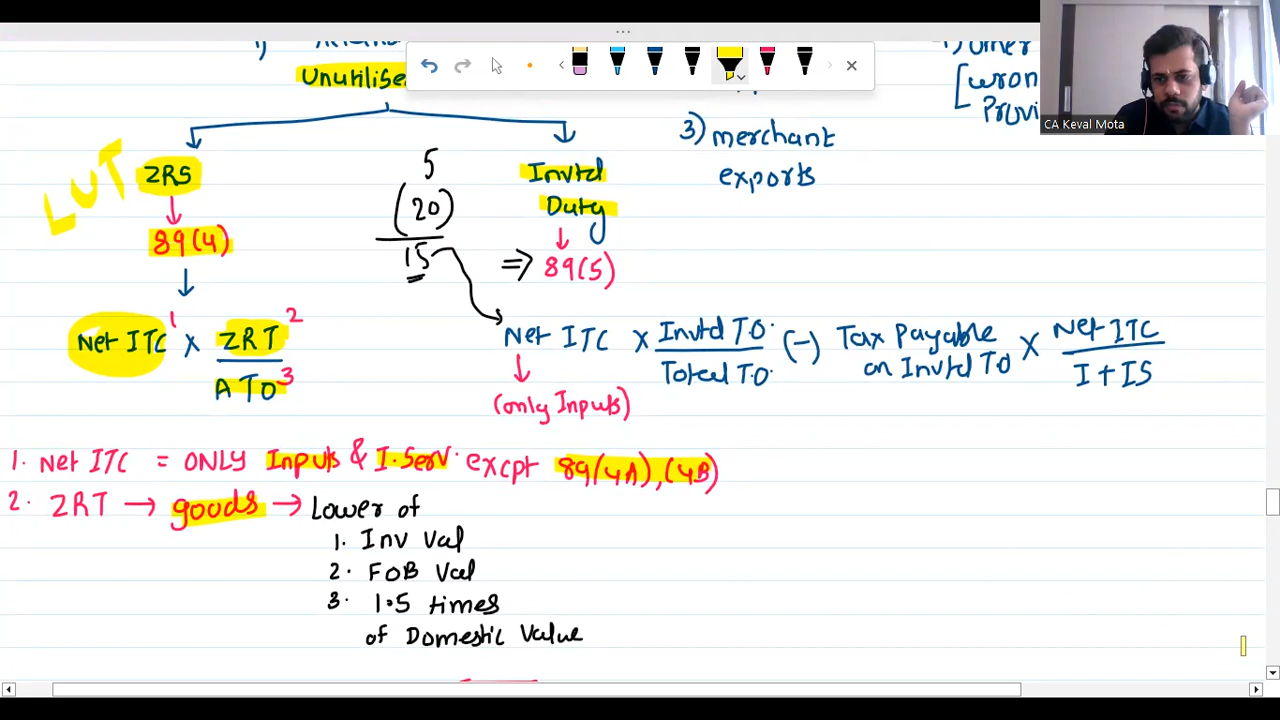 Unutilise
3) merchant
exports
CA Keval Mota
LUT
ZRS
89(4)
5
(20)
15
Invtd
Duty
⇒ 89(5)
Net ITC¹ x ZRT² / ATO³
Net ITC x Invtd T.O. / Total T.O. (-) Tax Payable on Invtd TO x Net ITC / I + IS
(only Inputs)
1. Net ITC = ONLY Inputs & I.Serv. excpt 89(4A),(4B)
2. ZRT → goods → Lower of
1. Inv Val
2. FOB Val
3. 1.5 times
of Domestic Value